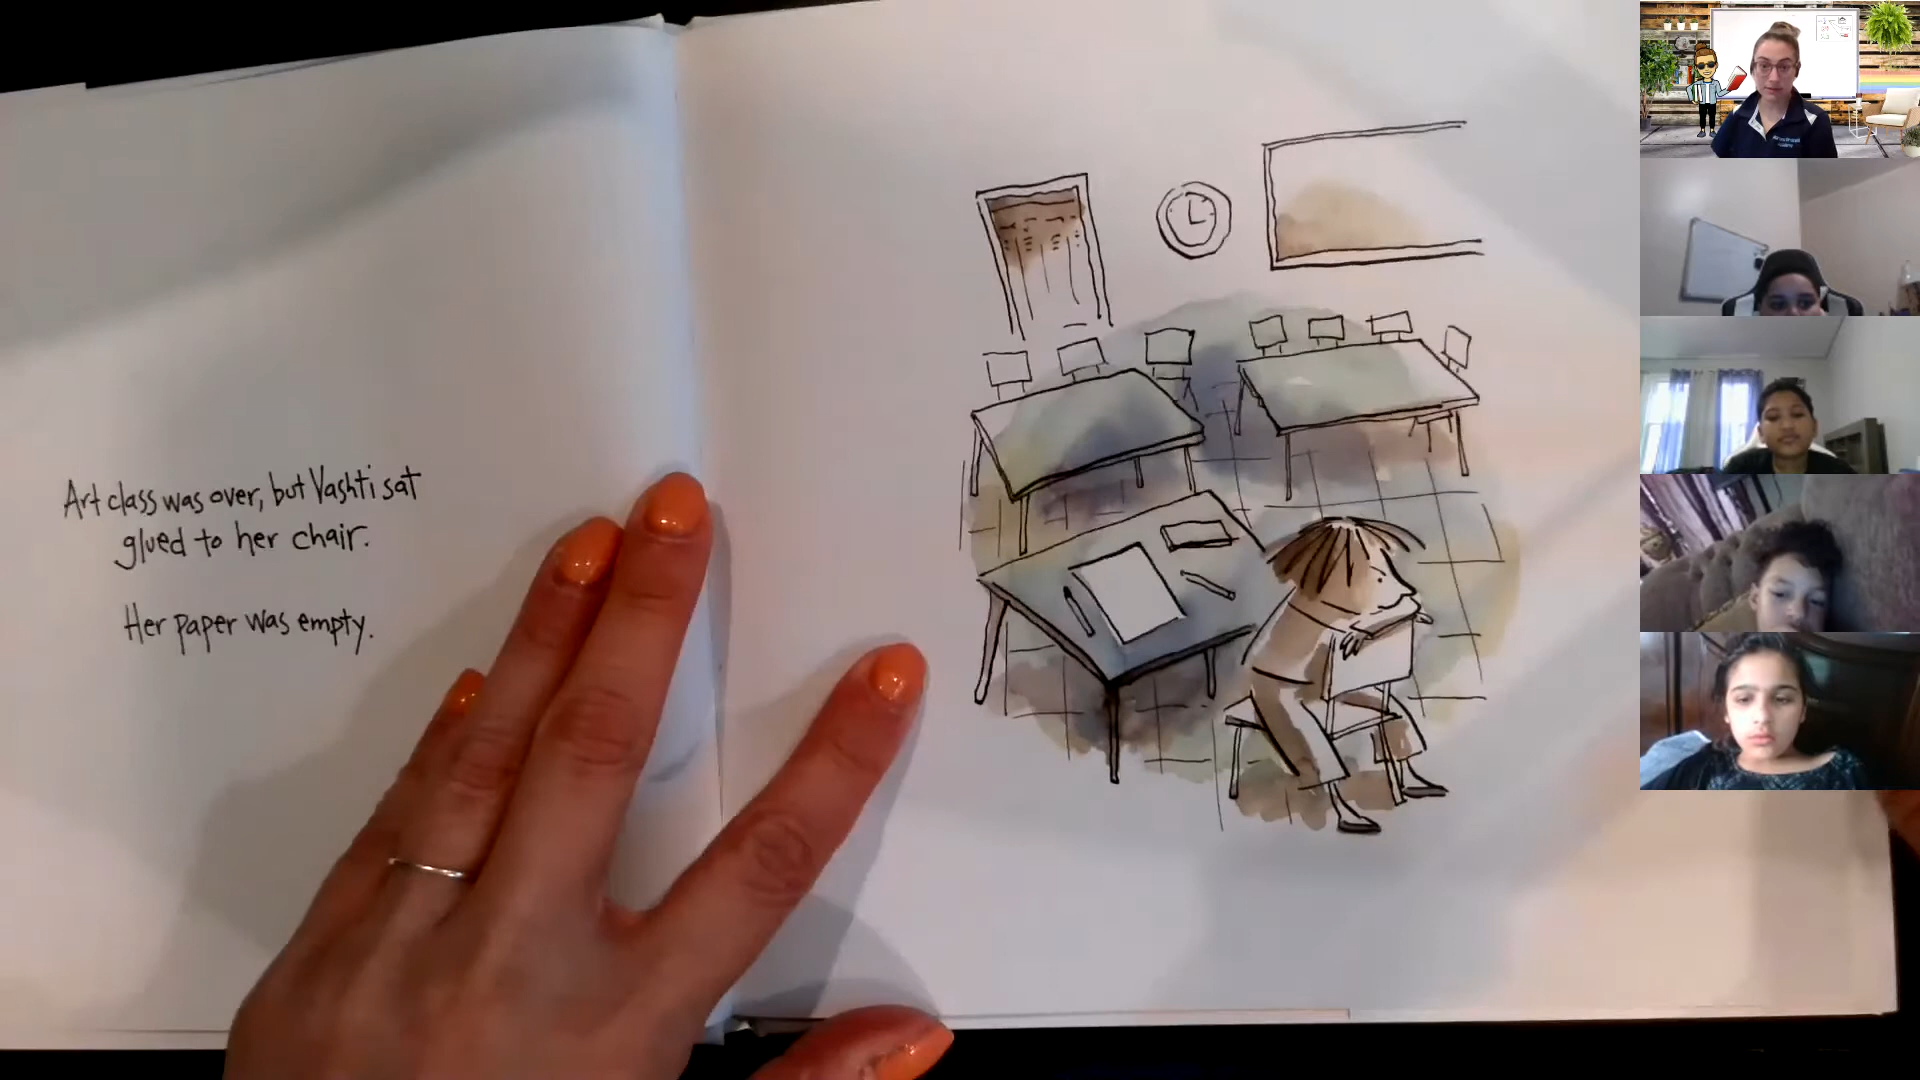 Art class was over, but Vashti sat
glued to her chair.
Her paper was empty.